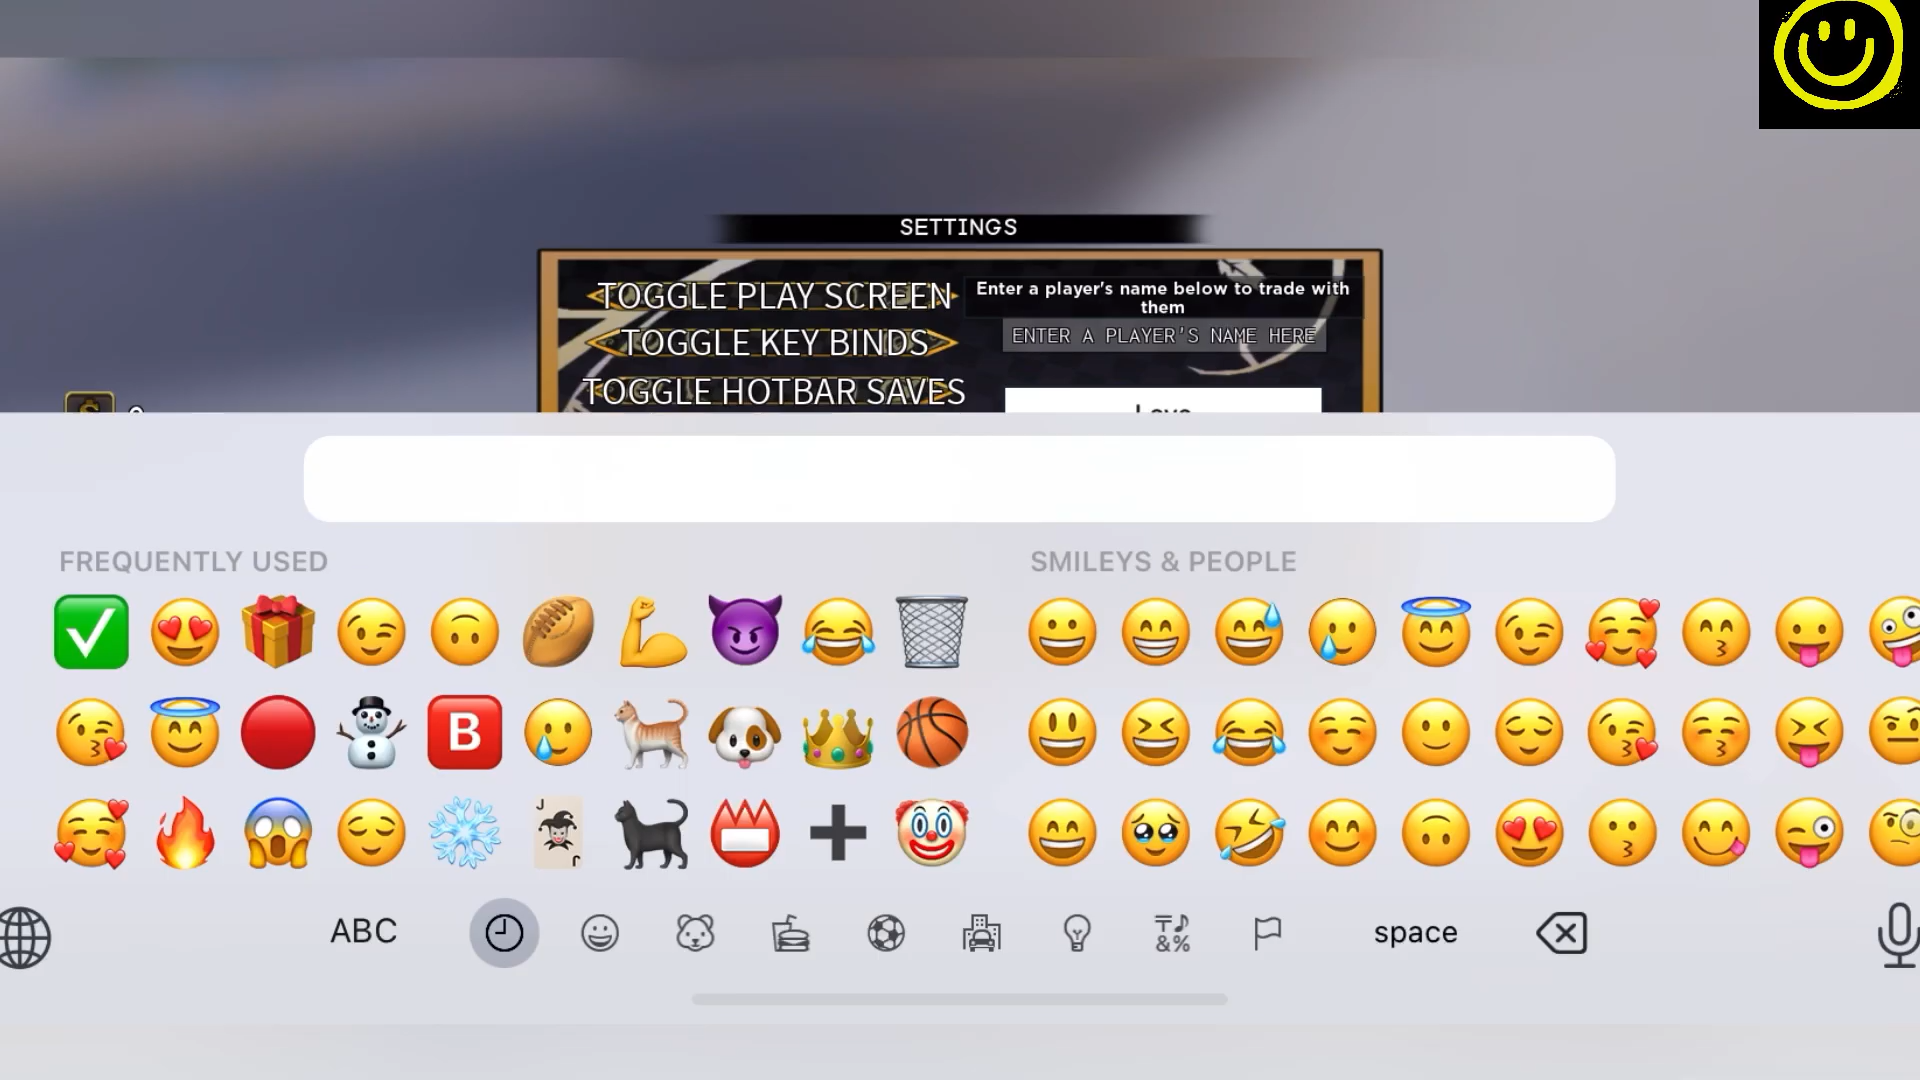 SETTINGS
TOGGLE PLAY SCREEN
TOGGLE KEY BINDS
TOGGLE HOTBAR SAVES
Enter a player's name below to trade with
them
ENTER A PLAYER'S NAME HERE
FREQUENTLY USED
SMILEYS & PEOPLE
B
J
J
ABC
&%
space